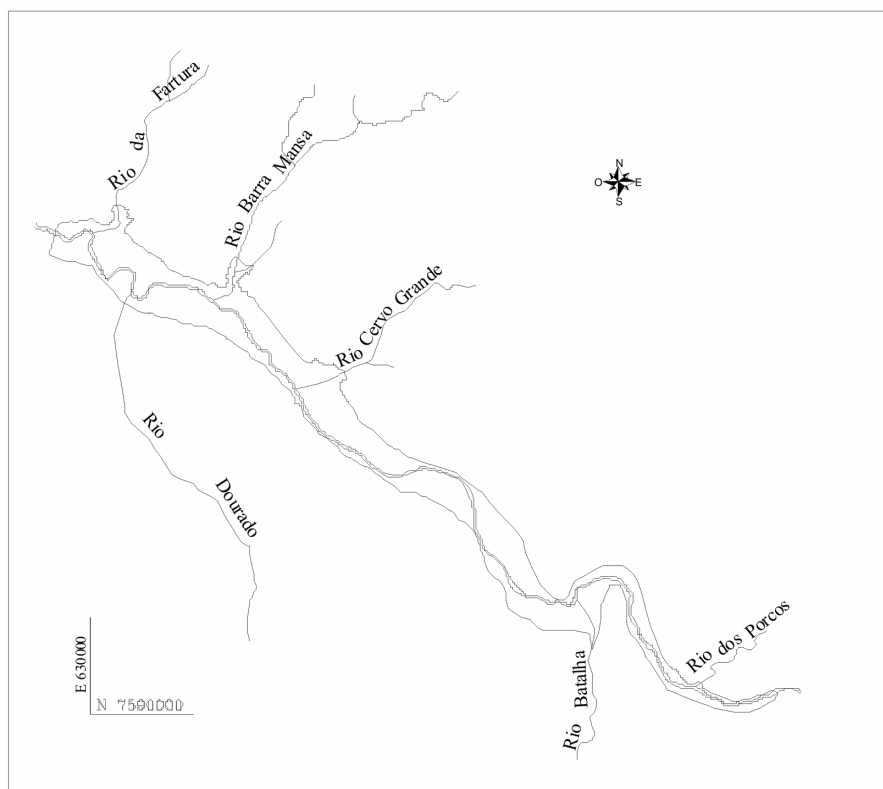 Rio da Fartura
Rio Barra Mansa
N
O E
S
Rio Cervo Grande
Rio Dourado
Rio dos Porcos
Rio Batalha
E 630000
N 7590000